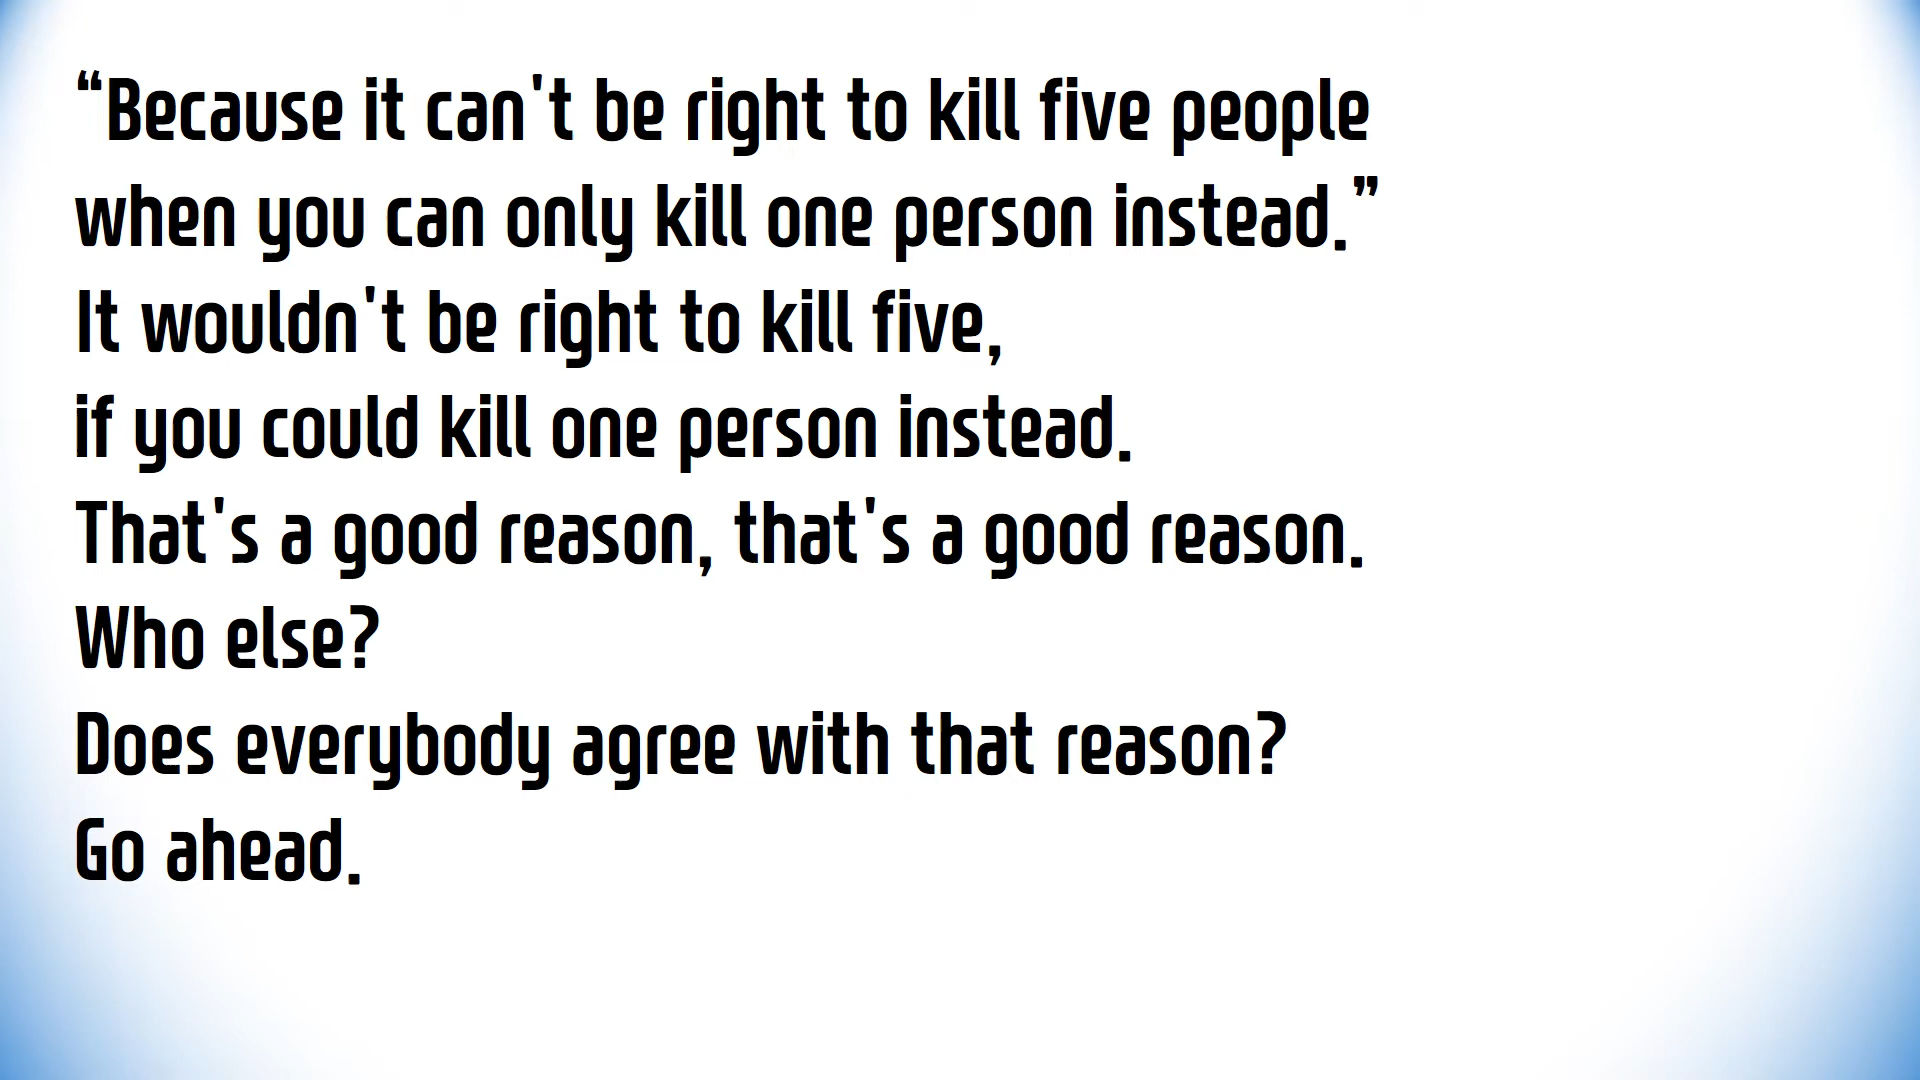 “Because it can't be right to kill five people
when you can only kill one person instead.”
It wouldn't be right to kill five,
if you could kill one person instead.
That's a good reason, that's a good reason.
Who else?
Does everybody agree with that reason?
Go ahead.